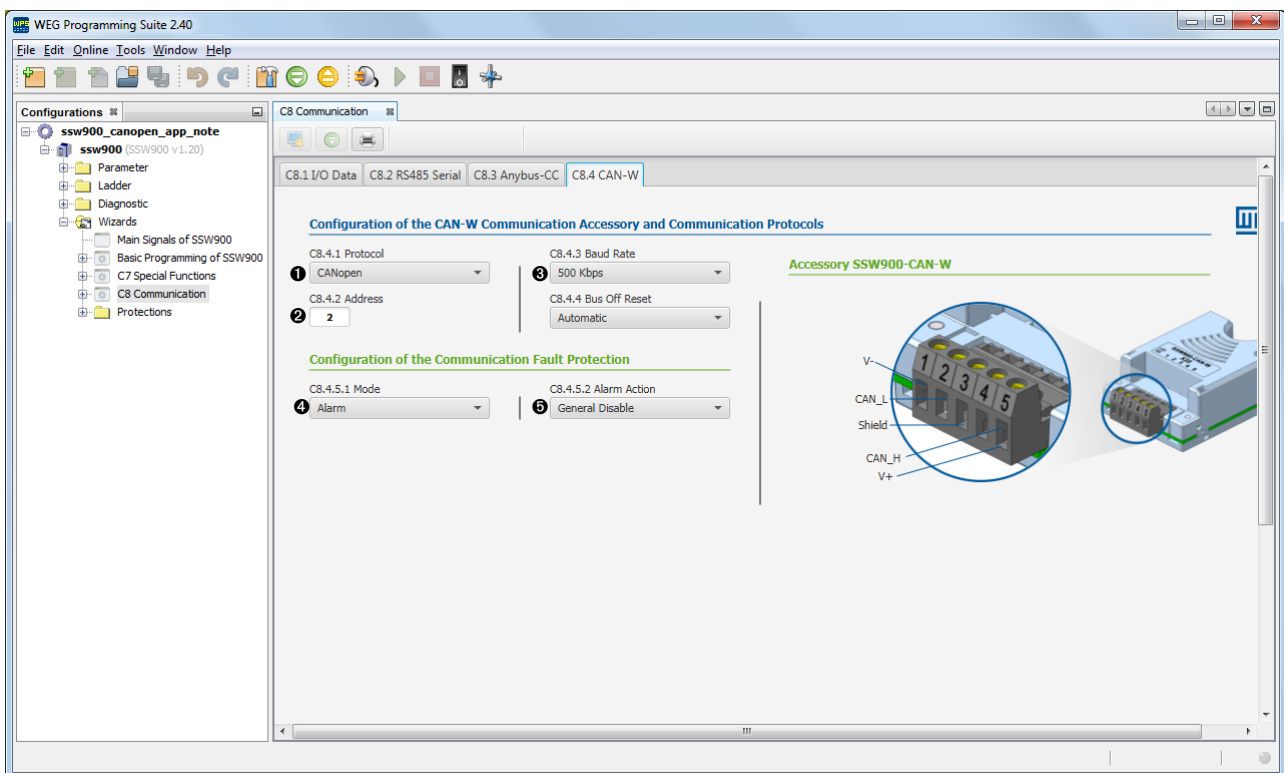 WPS WEG Programming Suite 2.40
File Edit Online Tools Window Help
Configurations
ssw900_canopen_app_note
ssw900 (SSW900 v1.20)
Parameter
Ladder
Diagnostic
Wizards
Main Signals of SSW900
Basic Programming of SSW900
C7 Special Functions
C8 Communication
Protections
C8 Communication
C8.1 I/O Data C8.2 RS485 Serial C8.3 Anybus-CC C8.4 CAN-W
Configuration of the CAN-W Communication Accessory and Communication Protocols
C8.4.1 Protocol
1 CANopen
C8.4.2 Address
2 2
C8.4.3 Baud Rate
3 500 Kbps
C8.4.4 Bus Off Reset
Automatic
Configuration of the Communication Fault Protection
C8.4.5.1 Mode
4 Alarm
C8.4.5.2 Alarm Action
5 General Disable
Accessory SSW900-CAN-W
V-
CAN_L
Shield
CAN_H
V+
1 2 3 4 5